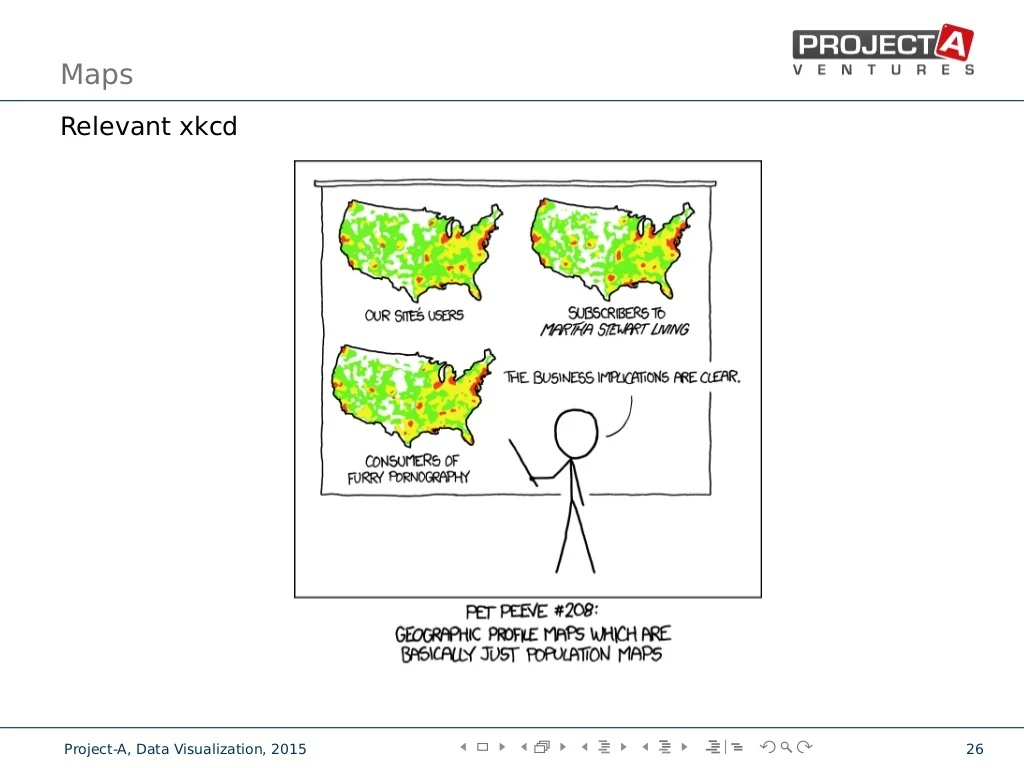 PROJECT A
VENTURES
Maps
Relevant xkcd
OUR SITE'S USERS
SUBSCRIBERS TO
MARTHA STEWART LIVING
THE BUSINESS IMPLICATIONS ARE CLEAR.
CONSUMERS OF
FURRY PORNOGRAPHY
PET PEEVE #208:
GEOGRAPHIC PROFILE MAPS WHICH ARE
BASICALLY JUST POPULATION MAPS
Project-A, Data Visualization, 2015
26